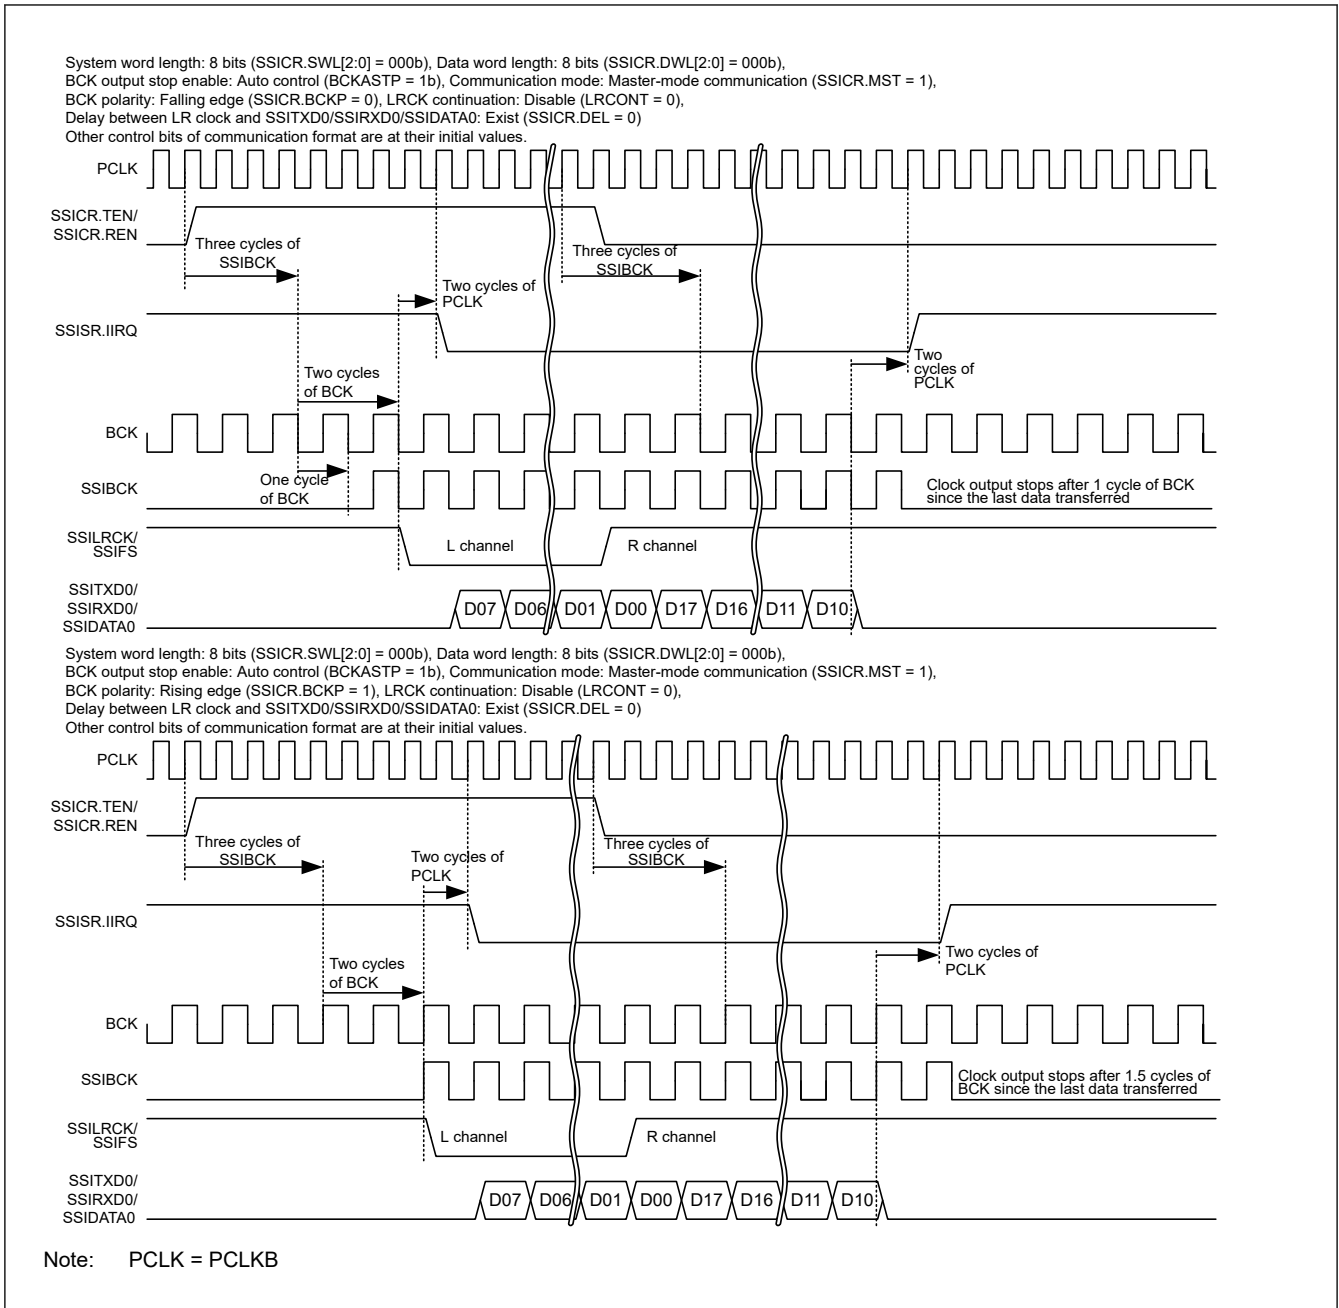 System word length: 8 bits (SSICR.SWL[2:0] = 000b), Data word length: 8 bits (SSICR.DWL[2:0] = 000b),
BCK output stop enable: Auto control (BCKASTP = 1b), Communication mode: Master-mode communication (SSICR.MST = 1),
BCK polarity: Falling edge (SSICR.BCKP = 0), LRCK continuation: Disable (LRCONT = 0),
Delay between LR clock and SSITXD0/SSIRXD0/SSIDATA0: Exist (SSICR.DEL = 0)
Other control bits of communication format are at their initial values.
PCLK
SSICR.TEN/
SSICR.REN
Three cycles of
SSIBCK
Three cycles of
SSIBCK
Two cycles of
PCLK
SSISR.IIRQ
Two
cycles of
PCLK
Two cycles
of BCK
BCK
One cycle
of BCK
SSIBCK
Clock output stops after 1 cycle of BCK
since the last data transferred
SSILRCK/
SSIFS
L channel
R channel
SSITXD0/
SSIRXD0/
SSIDATA0
D07 D06 D01 D00 D17 D16 D11 D10
System word length: 8 bits (SSICR.SWL[2:0] = 000b), Data word length: 8 bits (SSICR.DWL[2:0] = 000b),
BCK output stop enable: Auto control (BCKASTP = 1b), Communication mode: Master-mode communication (SSICR.MST = 1),
BCK polarity: Rising edge (SSICR.BCKP = 1), LRCK continuation: Disable (LRCONT = 0),
Delay between LR clock and SSITXD0/SSIRXD0/SSIDATA0: Exist (SSICR.DEL = 0)
Other control bits of communication format are at their initial values.
PCLK
SSICR.TEN/
SSICR.REN
Three cycles of
SSIBCK
Two cycles of
PCLK
Three cycles of
SSIBCK
SSISR.IIRQ
Two cycles of
PCLK
Two cycles
of BCK
BCK
SSIBCK
Clock output stops after 1.5 cycles of
BCK since the last data transferred
SSILRCK/
SSIFS
L channel
R channel
SSITXD0/
SSIRXD0/
SSIDATA0
D07 D06 D01 D00 D17 D16 D11 D10
Note: PCLK = PCLKB